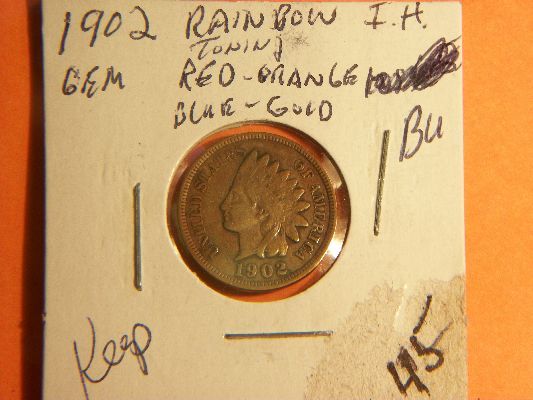 1902 RAINBOW I.H.
TONING
GEM RED-ORANGE
BLUE-GOLD
BU
UNITED STATES OF AMERICA
1902
Keep
45